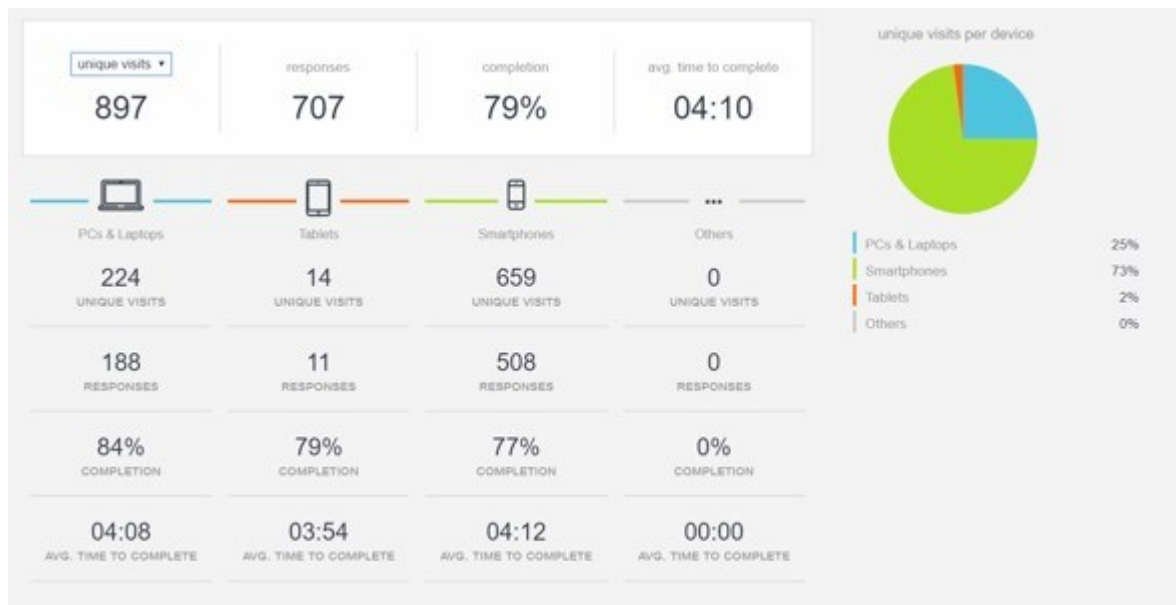 unique visits ▾ responses completion avg. time to complete
897 707 79% 04:10
PCs & Laptops Tablets Smartphones Others
224 14 659 0
UNIQUE VISITS UNIQUE VISITS UNIQUE VISITS UNIQUE VISITS
188 11 508 0
RESPONSES RESPONSES RESPONSES RESPONSES
84% 79% 77% 0%
COMPLETION COMPLETION COMPLETION COMPLETION
04:08 03:54 04:12 00:00
AVG. TIME TO COMPLETE AVG. TIME TO COMPLETE AVG. TIME TO COMPLETE AVG. TIME TO COMPLETE
unique visits per device
PCs & Laptops 25%
Smartphones 73%
Tablets 2%
Others 0%